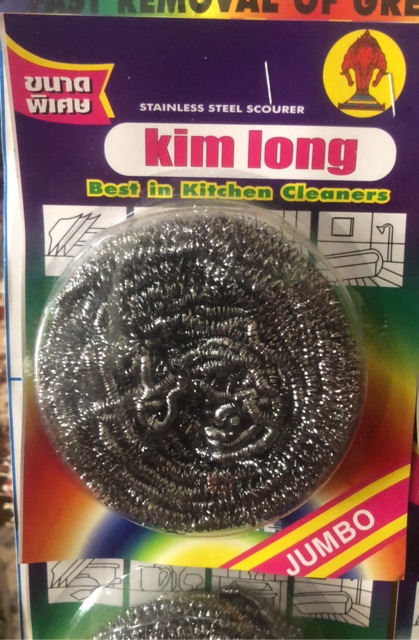 FAST REMOVAL OF GRE
ขนาด
พิเศษ
STAINLESS STEEL SCOURER
kim long
Best in Kitchen Cleaners
JUMBO